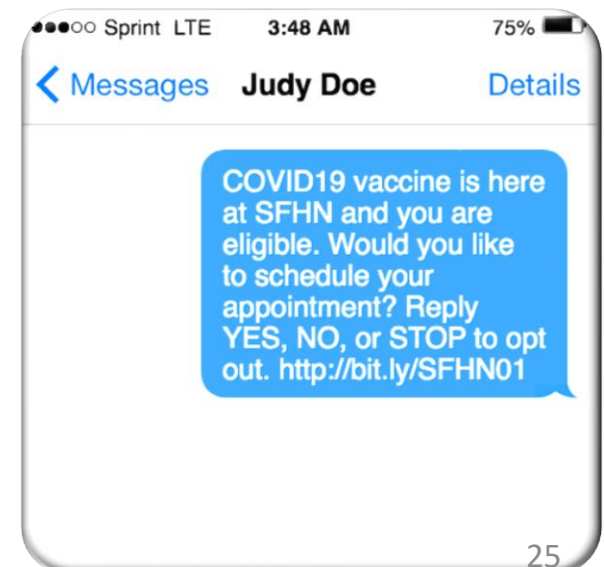 Sprint LTE 3:48 AM 75%
Messages Judy Doe Details
COVID19 vaccine is here
at SFHN and you are
eligible. Would you like
to schedule your
appointment? Reply
YES, NO, or STOP to opt
out. http://bit.ly/SFHN01
25